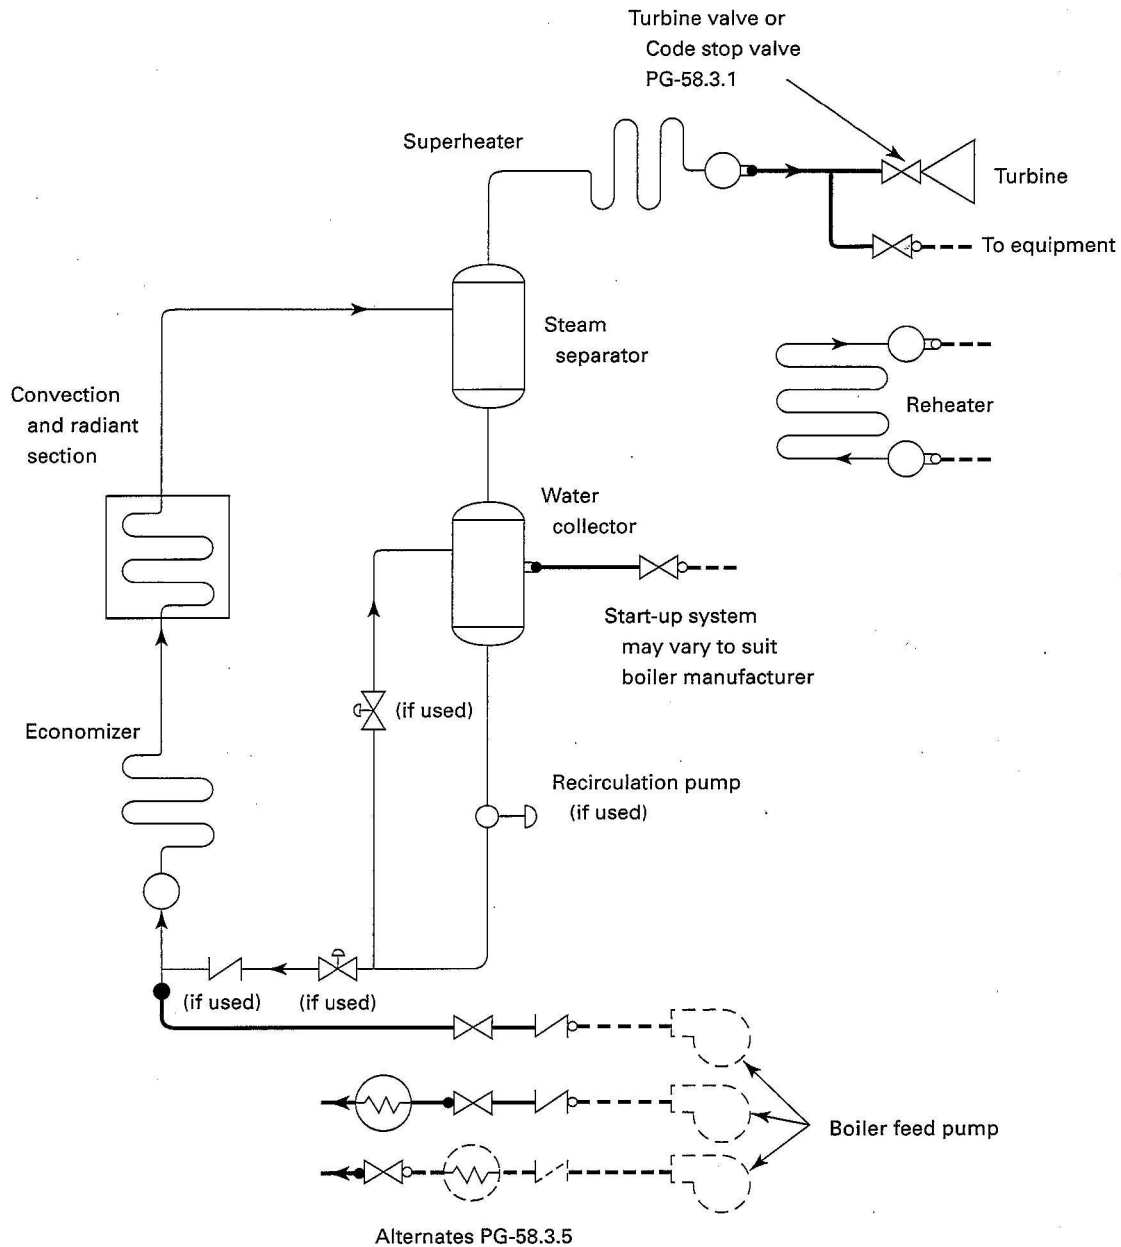 Turbine valve or
Code stop valve
PG-58.3.1
Superheater
Turbine
To equipment
Steam
separator
Convection
and radiant
section
Reheater
Water
collector
Start-up system
may vary to suit
boiler manufacturer
(if used)
Economizer
Recirculation pump
(if used)
(if used)
(if used)
Boiler feed pump
Alternates PG-58.3.5